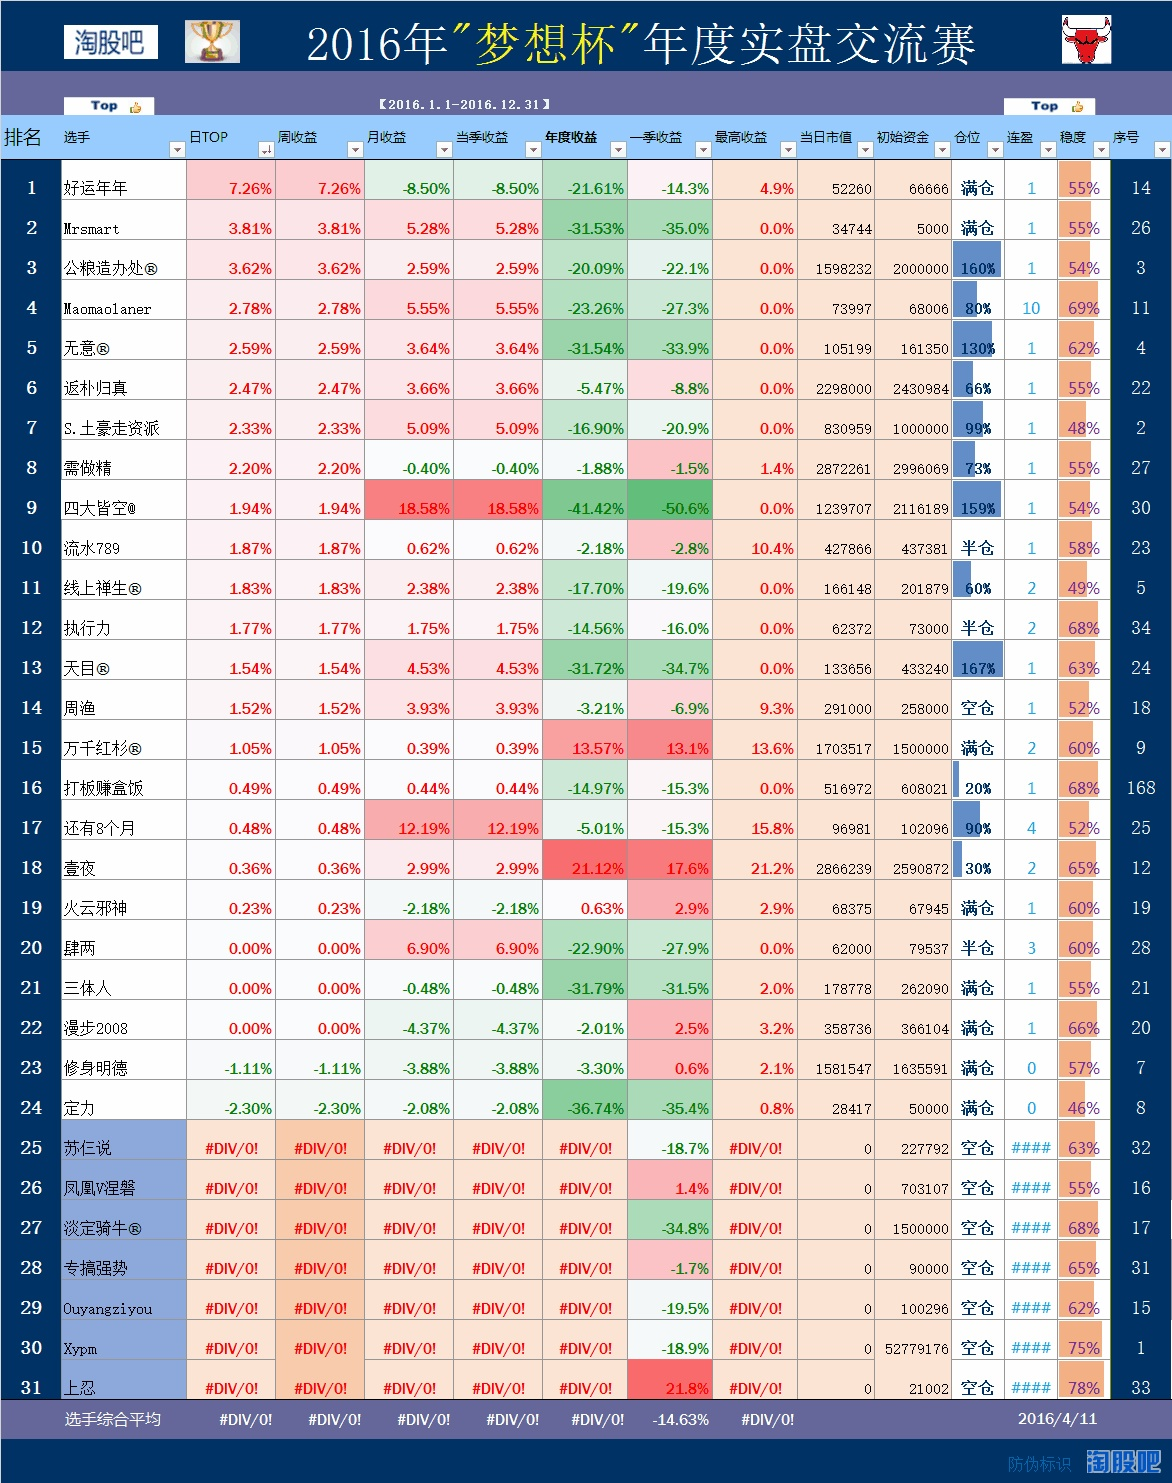 淘股吧 2016年"梦想杯"年度实盘交流赛
Top 【2016.1.1-2016.12.31】 Top
排名 选手 日TOP 周收益 月收益 当季收益 年度收益 一季收益 最高收益 当日市值 初始资金 仓位 连盈 稳度 序号
1 好运年年 7.26% 7.26% -8.50% -8.50% -21.61% -14.3% 4.9% 52260 66666 满仓 1 55% 14
2 Mrsmart 3.81% 3.81% 5.28% 5.28% -31.53% -35.0% 0.0% 34744 5000 满仓 1 55% 26
3 公粮造办处® 3.62% 3.62% 2.59% 2.59% -20.09% -22.1% 0.0% 1598232 2000000 160% 1 54% 3
4 Maomaolaner 2.78% 2.78% 5.55% 5.55% -23.26% -27.3% 0.0% 73997 68006 80% 10 69% 11
5 无意® 2.59% 2.59% 3.64% 3.64% -31.54% -33.9% 0.0% 105199 161350 130% 1 62% 4
6 返朴归真 2.47% 2.47% 3.66% 3.66% -5.47% -8.8% 0.0% 2298000 2430984 66% 1 55% 22
7 S.土豪走资派 2.33% 2.33% 5.09% 5.09% -16.90% -20.9% 0.0% 830959 1000000 99% 1 48% 2
8 需做精 2.20% 2.20% -0.40% -0.40% -1.88% -1.5% 1.4% 2872261 2996069 73% 1 55% 27
9 四大皆空@ 1.94% 1.94% 18.58% 18.58% -41.42% -50.6% 0.0% 1239707 2116189 159% 1 54% 30
10 流水789 1.87% 1.87% 0.62% 0.62% -2.18% -2.8% 10.4% 427866 437381 半仓 1 58% 23
11 线上禅生® 1.83% 1.83% 2.38% 2.38% -17.70% -19.6% 0.0% 166148 201879 60% 2 49% 5
12 执行力 1.77% 1.77% 1.75% 1.75% -14.56% -16.0% 0.0% 62372 73000 半仓 2 68% 34
13 天目® 1.54% 1.54% 4.53% 4.53% -31.72% -34.7% 0.0% 133656 433240 167% 1 63% 24
14 周渔 1.52% 1.52% 3.93% 3.93% -3.21% -6.9% 9.3% 291000 258000 空仓 1 52% 18
15 万千红杉® 1.05% 1.05% 0.39% 0.39% 13.57% 13.1% 13.6% 1703517 1500000 满仓 2 60% 9
16 打板赚盒饭 0.49% 0.49% 0.44% 0.44% -14.97% -15.3% 0.0% 516972 608021 20% 1 68% 168
17 还有8个月 0.48% 0.48% 12.19% 12.19% -5.01% -15.3% 15.8% 96981 102096 90% 4 52% 25
18 壹夜 0.36% 0.36% 2.99% 2.99% 21.12% 17.6% 21.2% 2866239 2590872 30% 2 65% 12
19 火云邪神 0.23% 0.23% -2.18% -2.18% 0.63% 2.9% 2.9% 68375 67945 满仓 1 60% 19
20 肆两 0.00% 0.00% 6.90% 6.90% -22.90% -27.9% 0.0% 62000 79537 半仓 3 60% 28
21 三体人 0.00% 0.00% -0.48% -0.48% -31.79% -31.5% 2.0% 178778 262090 满仓 1 55% 21
22 漫步2008 0.00% 0.00% -4.37% -4.37% -2.01% 2.5% 3.2% 358736 366104 满仓 1 66% 20
23 修身明德 -1.11% -1.11% -3.88% -3.88% -3.30% 0.6% 2.1% 1581547 1635591 满仓 0 57% 7
24 定力 -2.30% -2.30% -2.08% -2.08% -36.74% -35.4% 0.8% 28417 50000 满仓 0 46% 8
25 苏仨说 #DIV/0! #DIV/0! #DIV/0! #DIV/0! #DIV/0! -18.7% #DIV/0! 0 227792 空仓 #### 63% 32
26 凤凰V涅磐 #DIV/0! #DIV/0! #DIV/0! #DIV/0! #DIV/0! 1.4% #DIV/0! 0 703107 空仓 #### 55% 16
27 淡定骑牛® #DIV/0! #DIV/0! #DIV/0! #DIV/0! #DIV/0! -34.8% #DIV/0! 0 1500000 空仓 #### 68% 17
28 专搞强势 #DIV/0! #DIV/0! #DIV/0! #DIV/0! #DIV/0! -1.7% #DIV/0! 0 90000 空仓 #### 65% 31
29 Ouyangziyou #DIV/0! #DIV/0! #DIV/0! #DIV/0! #DIV/0! -19.5% #DIV/0! 0 100296 空仓 #### 62% 15
30 Xypm #DIV/0! #DIV/0! #DIV/0! #DIV/0! #DIV/0! -18.9% #DIV/0! 0 52779176 空仓 #### 75% 1
31 上忍 #DIV/0! #DIV/0! #DIV/0! #DIV/0! #DIV/0! 21.8% #DIV/0! 0 21002 空仓 #### 78% 33
选手综合平均 #DIV/0! #DIV/0! #DIV/0! #DIV/0! #DIV/0! -14.63% #DIV/0! 2016/4/11
防伪标识 淘股吧